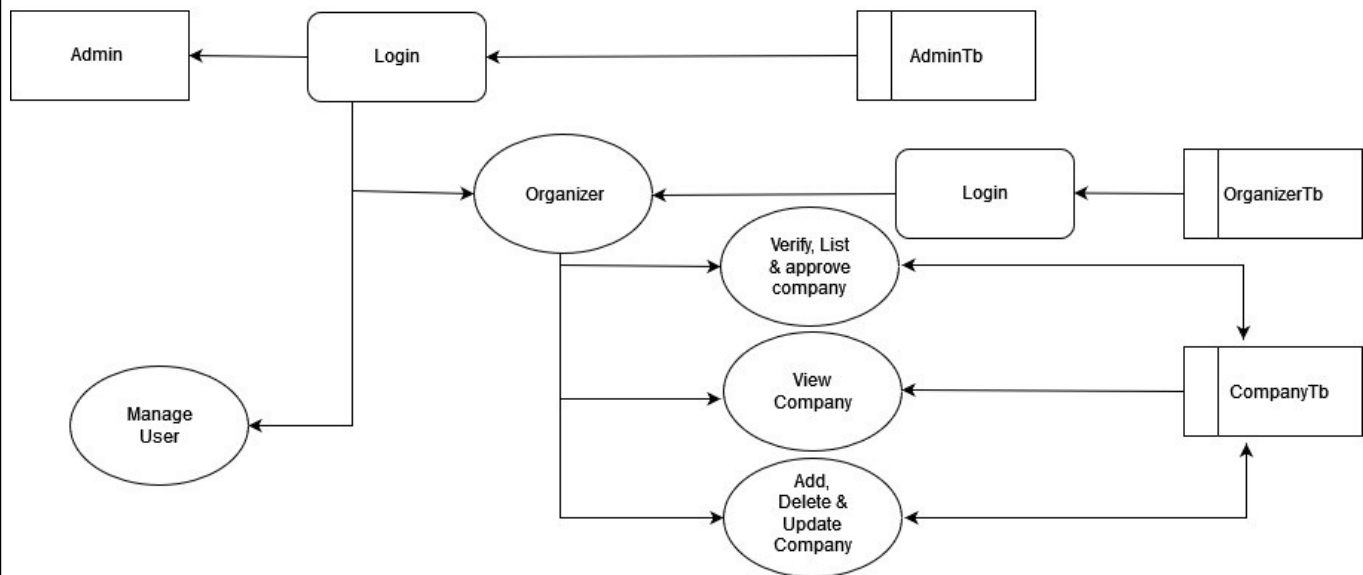 Admin
Login
AdminTb
Organizer
Login
OrganizerTb
Verify, List
& approve
company
View
Company
CompanyTb
Manage
User
Add,
Delete &
Update
Company